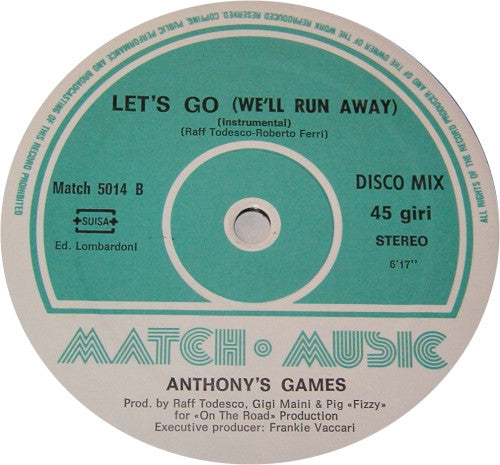 ALL RIGHTS OF THE RECORD PRODUCER AND OF THE OWNER OF THE WORK REPRODUCED RESERVED COPYING, PUBLIC PERFORMANCE AND BROADCASTING OF THIS RECORD PROHIBITED
LET'S GO (WE'LL RUN AWAY)
(instrumental)
(Raff Todesco-Roberto Ferri)
Match 5014 B
DISCO MIX
SUISA
45 giri
Ed. Lombardoni
STEREO
6'17''
MATCH • MUSIC
ANTHONY'S GAMES
Prod. by Raff Todesco, Gigi Maini & Pig «Fizzy»
for «On The Road» Production
Executive producer: Frankie Vaccari